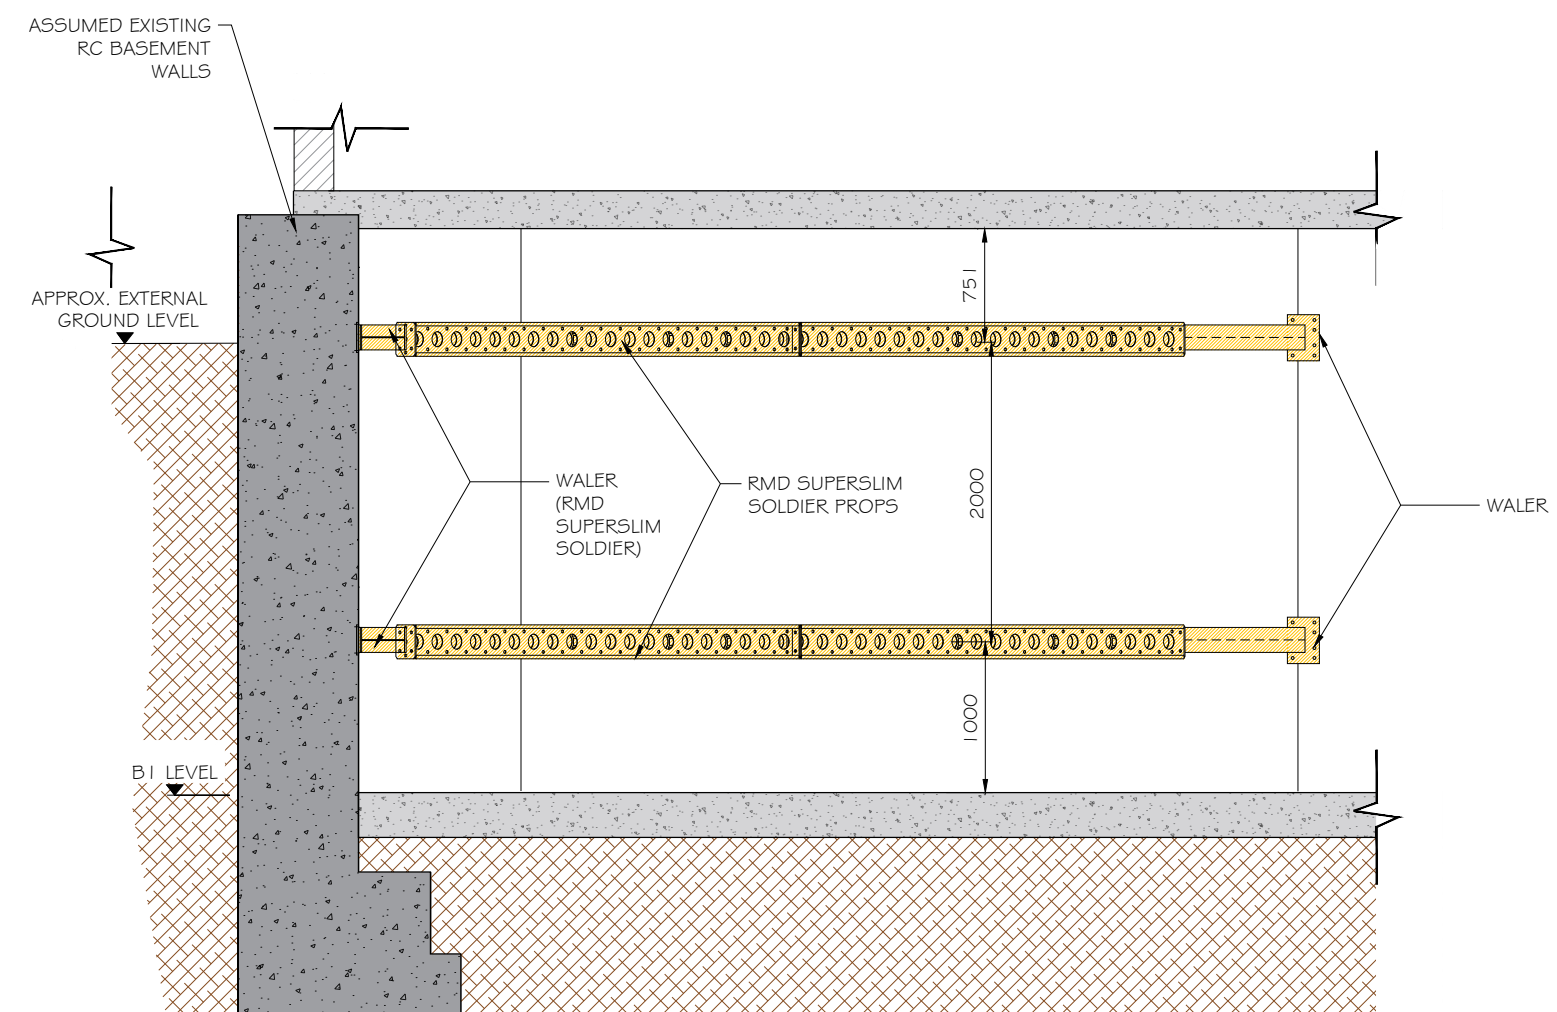 ASSUMED EXISTING
RC BASEMENT
WALLS
APPROX. EXTERNAL
GROUND LEVEL
751
WALER
(RMD
SUPERSLIM
SOLDIER)
RMD SUPERSLIM
SOLDIER PROPS
2000
WALER
1000
B1 LEVEL